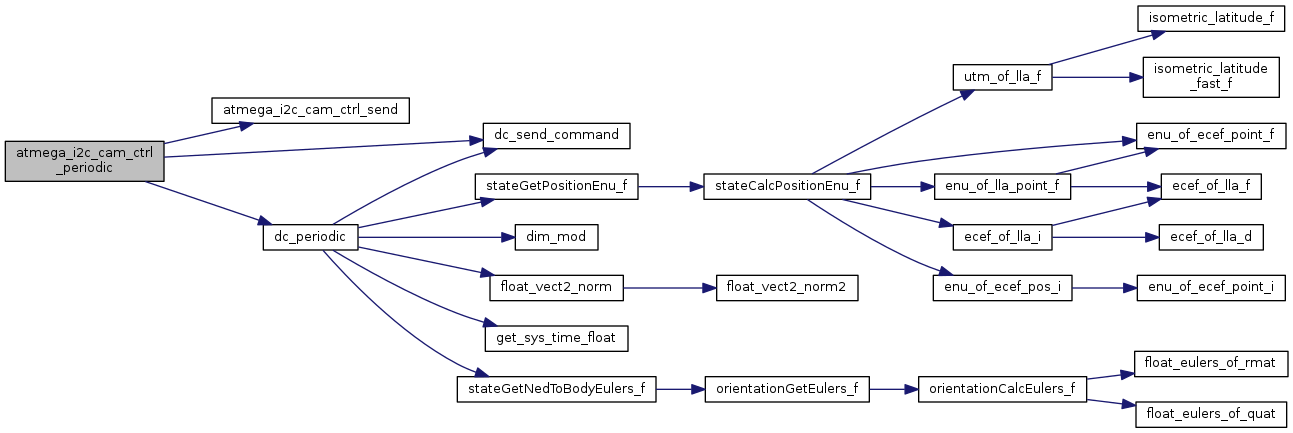 atmega_i2c_cam_ctrl
_periodic
atmega_i2c_cam_ctrl_send
dc_send_command
dc_periodic
stateGetPositionEnu_f
dim_mod
float_vect2_norm
get_sys_time_float
stateGetNedToBodyEulers_f
stateCalcPositionEnu_f
float_vect2_norm2
orientationGetEulers_f
utm_of_lla_f
enu_of_lla_point_f
ecef_of_lla_i
enu_of_ecef_pos_i
orientationCalcEulers_f
isometric_latitude_f
isometric_latitude
_fast_f
enu_of_ecef_point_f
ecef_of_lla_f
ecef_of_lla_d
enu_of_ecef_point_i
float_eulers_of_rmat
float_eulers_of_quat